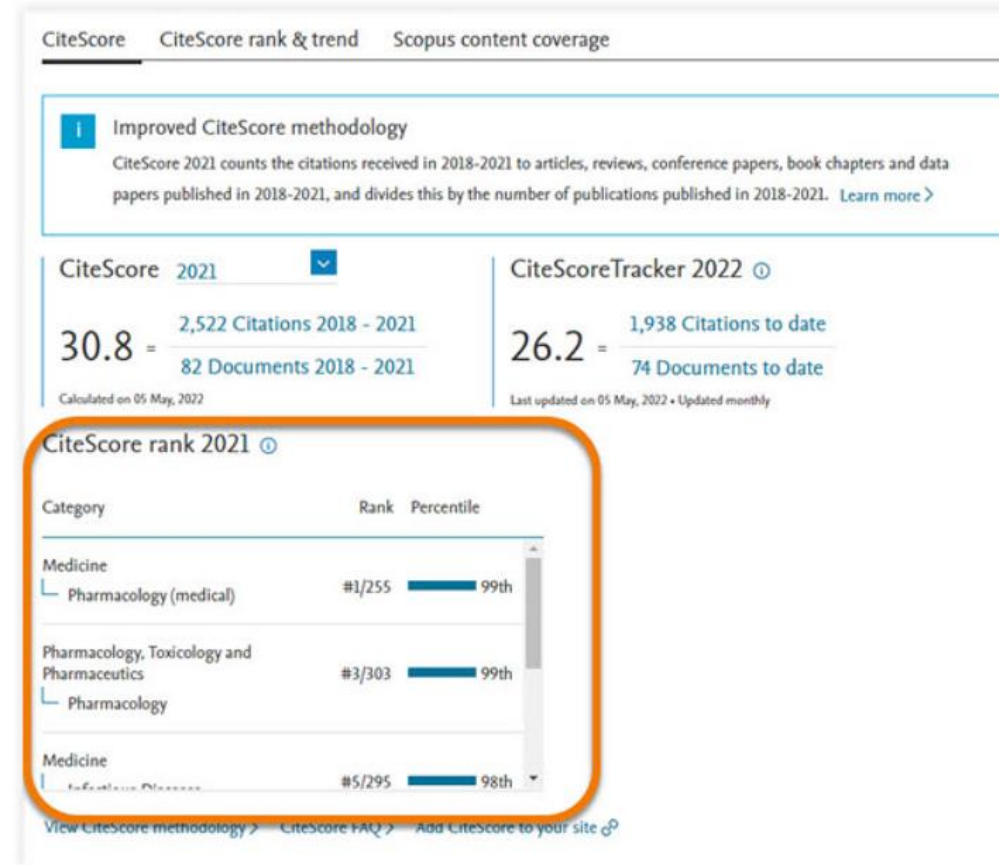 CiteScore CiteScore rank & trend Scopus content coverage
i Improved CiteScore methodology
CiteScore 2021 counts the citations received in 2018-2021 to articles, reviews, conference papers, book chapters and data
papers published in 2018-2021, and divides this by the number of publications published in 2018-2021. Learn more >
CiteScore 2021
30.8 =
2,522 Citations 2018 - 2021
82 Documents 2018 - 2021
Calculated on 05 May, 2022
CiteScoreTracker 2022
26.2 =
1,938 Citations to date
74 Documents to date
Last updated on 05 May, 2022 • Updated monthly
CiteScore rank 2021
Category Rank Percentile
Medicine
Pharmacology (medical) #1/255 99th
Pharmacology, Toxicology and
Pharmaceutics
#3/303 99th
Pharmacology
Medicine
#5/295 98th
Infectious Diseases
View CiteScore methodology > CiteScore FAQ > Add CiteScore to your site